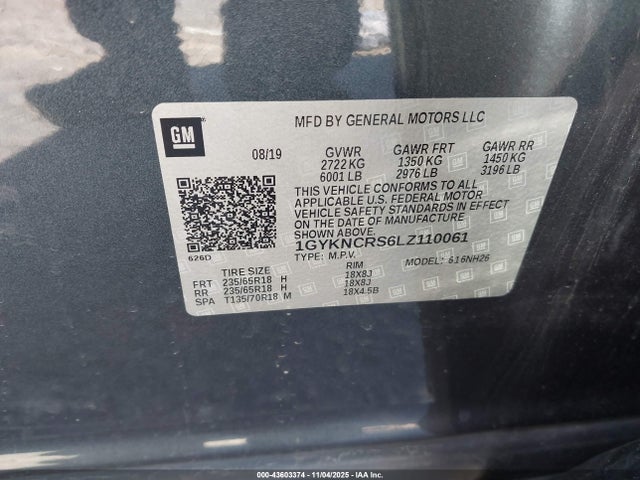 GM
MFD BY GENERAL MOTORS LLC
08/19 GVWR GAWR FRT GAWR RR
2722 KG 1350 KG 1450 KG
6001 LB 2976 LB 3196 LB
THIS VEHICLE CONFORMS TO ALL
APPLICABLE U.S. FEDERAL MOTOR
VEHICLE SAFETY STANDARDS IN EFFECT
ON THE DATE OF MANUFACTURE
SHOWN ABOVE.
1GYKNCRS6LZ110061
626D TYPE: M.P.V. MODEL: 616NH26
TIRE SIZE RIM
FRT 235/65R18 H 18X8J
RR 235/65R18 H 18X8J
SPA T135/70R18 M 18X4.5B
00-43603374 - 11/04/2025 - IAA Inc.